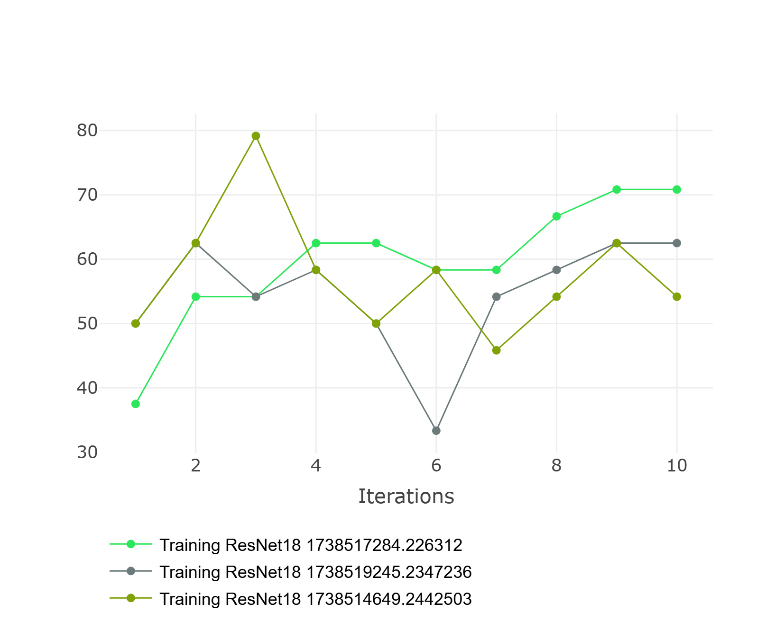 80
70
60
50
40
30
2 4 6 8 10
Iterations
Training ResNet18 1738517284.226312
Training ResNet18 1738519245.2347236
Training ResNet18 1738514649.2442503